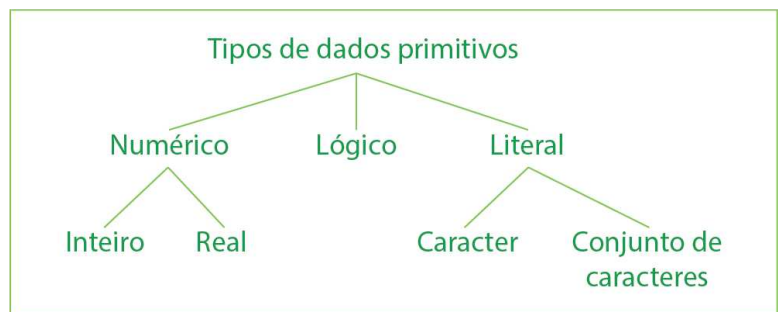 Tipos de dados primitivos
Numérico Lógico Literal
Inteiro Real Caracter Conjunto de
caracteres